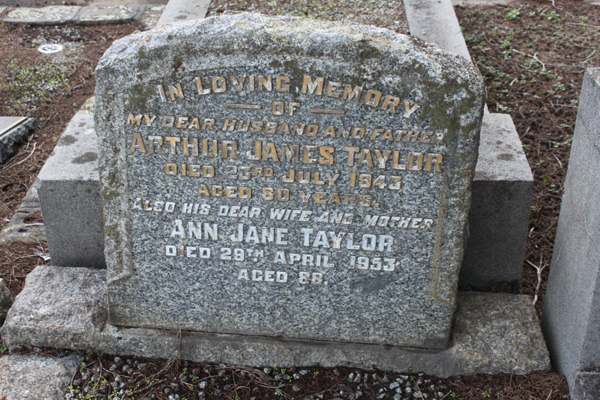 IN LOVING MEMORY
OF
MY DEAR HUSBAND AND FATHER
ARTHUR JAMES TAYLOR
DIED 23RD JULY 1943
AGED 80 YEARS.
ALSO HIS DEAR WIFE AND MOTHER
ANN JANE TAYLOR
DIED 29TH APRIL 1953
AGED 86.